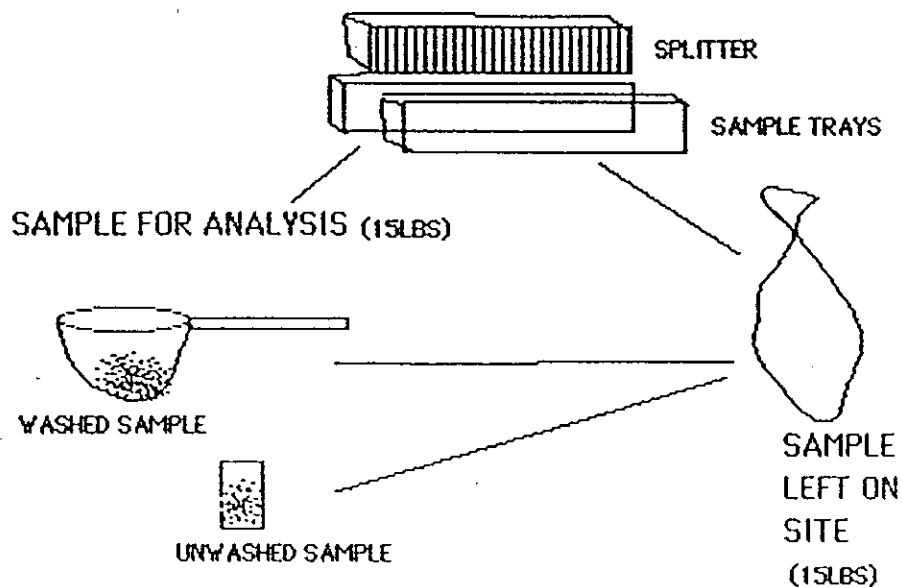 SPLITTER
SAMPLE TRAYS
SAMPLE FOR ANALYSIS (15LBS)
WASHED SAMPLE
UNWASHED SAMPLE
SAMPLE
LEFT ON
SITE
(15LBS)